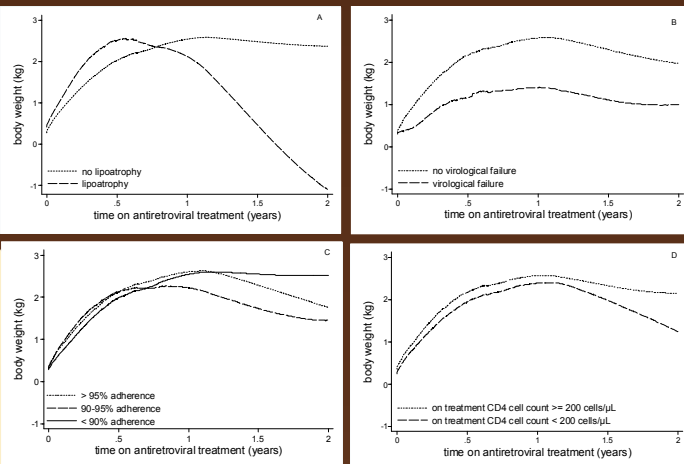 A
body weight (kg)
3
2
1
0
-1
no lipoatrophy
lipoatrophy
0 .5 1 1.5 2
time on antiretroviral treatment (years)
B
body weight (kg)
3
2
1
0
-1
no virological failure
virological failure
0 .5 1 1.5 2
time on antiretroviral treatment (years)
C
body weight (kg)
3
2
1
0
-1
> 95% adherence
90-95% adherence
< 90% adherence
0 .5 1 1.5 2
time on antiretroviral treatment (years)
D
body weight (kg)
3
2
1
0
-1
on treatment CD4 cell count >= 200 cells/µL
on treatment CD4 cell count < 200 cells/µL
0 .5 1 1.5 2
time on antiretroviral treatment (years)